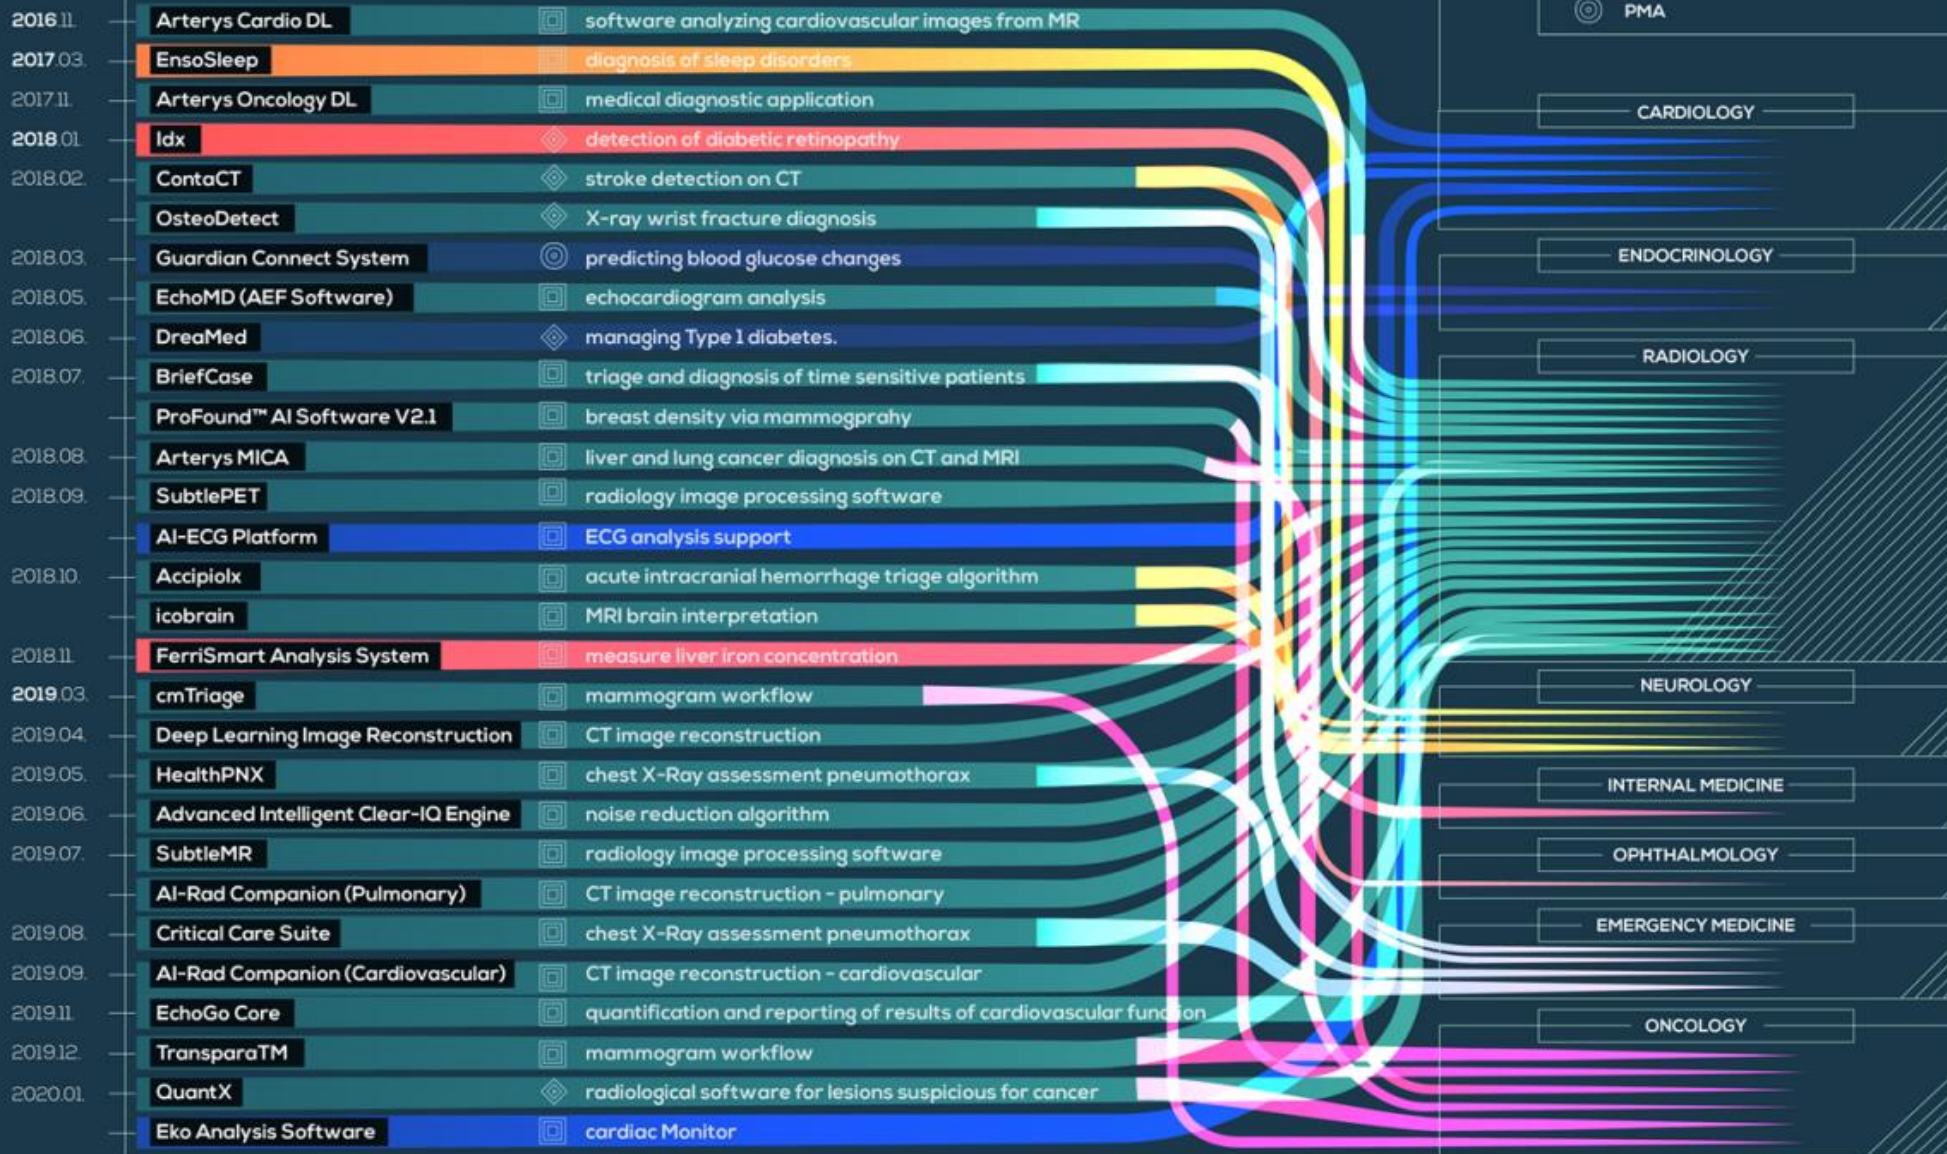 2016.11. Arterys Cardio DL software analyzing cardiovascular images from MR
2017.03. EnsoSleep diagnosis of sleep disorders
2017.11. Arterys Oncology DL medical diagnostic application
2018.01. Idx detection of diabetic retinopathy
2018.02. ContaCT stroke detection on CT
OsteoDetect X-ray wrist fracture diagnosis
2018.03. Guardian Connect System predicting blood glucose changes
2018.05. EchoMD (AEF Software) echocardiogram analysis
2018.06. DreaMed managing Type 1 diabetes.
2018.07. BriefCase triage and diagnosis of time sensitive patients
ProFound™ AI Software V2.1 breast density via mammogprahy
2018.08. Arterys MICA liver and lung cancer diagnosis on CT and MRI
2018.09. SubtlePET radiology image processing software
AI-ECG Platform ECG analysis support
2018.10. Accipiolx acute intracranial hemorrhage triage algorithm
icobrain MRI brain interpretation
2018.11. FerriSmart Analysis System measure liver iron concentration
2019.03. cmTriage mammogram workflow
2019.04. Deep Learning Image Reconstruction CT image reconstruction
2019.05. HealthPNX chest X-Ray assessment pneumothorax
2019.06. Advanced Intelligent Clear-IQ Engine noise reduction algorithm
2019.07. SubtleMR radiology image processing software
AI-Rad Companion (Pulmonary) CT image reconstruction - pulmonary
2019.08. Critical Care Suite chest X-Ray assessment pneumothorax
2019.09. AI-Rad Companion (Cardiovascular) CT image reconstruction - cardiovascular
2019.11. EchoGo Core quantification and reporting of results of cardiovascular function
2019.12. TransparaTM mammogram workflow
2020.01. QuantX radiological software for lesions suspicious for cancer
Eko Analysis Software cardiac Monitor
PMA
CARDIOLOGY
ENDOCRINOLOGY
RADIOLOGY
NEUROLOGY
INTERNAL MEDICINE
OPHTHALMOLOGY
EMERGENCY MEDICINE
ONCOLOGY